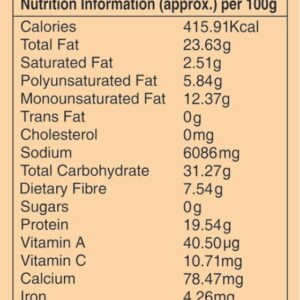 Nutrition Information (approx.) per 100g
Calories 415.91Kcal
Total Fat 23.63g
Saturated Fat 2.51g
Polyunsaturated Fat 5.84g
Monounsaturated Fat 12.37g
Trans Fat 0g
Cholesterol 0mg
Sodium 6086mg
Total Carbohydrate 31.27g
Dietary Fibre 7.54g
Sugars 0g
Protein 19.54g
Vitamin A 40.50µg
Vitamin C 10.71mg
Calcium 78.47mg
Iron 4.26mg